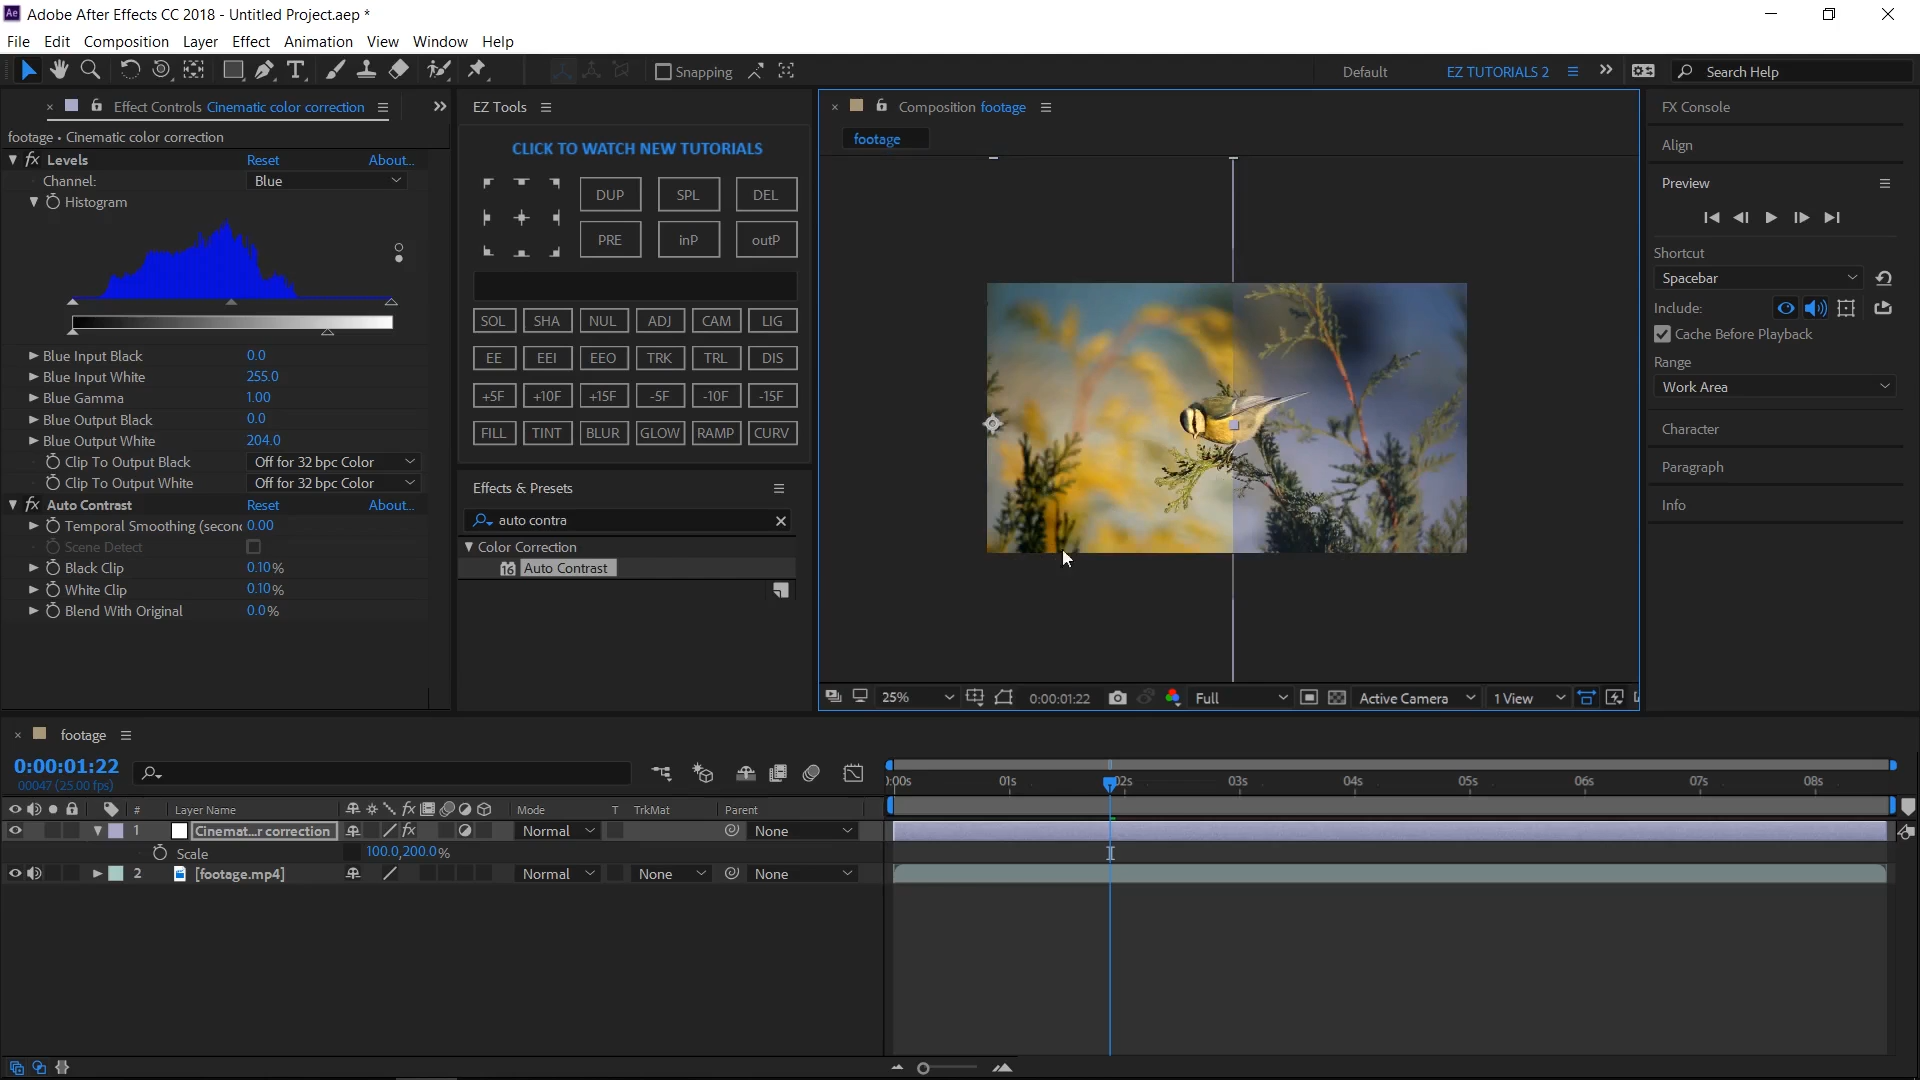 Adobe After Effects CC 2018 - Untitled Project.aep *
File Edit Composition Layer Effect Animation View Window Help
Snapping
Default EZ TUTORIALS 2 Search Help
Effect Controls Cinematic color correction
footage • Cinematic color correction
fx Levels Reset About...
Channel: Blue
Histogram
Blue Input Black 0.0
Blue Input White 255.0
Blue Gamma 1.00
Blue Output Black 0.0
Blue Output White 204.0
Clip To Output Black Off for 32 bpc Color
Clip To Output White Off for 32 bpc Color
fx Auto Contrast Reset About...
Temporal Smoothing (secon 0.00
Scene Detect
Black Clip 0.10%
White Clip 0.10%
Blend With Original 0.0%
EZ Tools
CLICK TO WATCH NEW TUTORIALS
DUP SPL DEL
PRE inP outP
SOL SHA NUL ADJ CAM LIG
EE EEI EEO TRK TRL DIS
+5F +10F +15F -5F -10F -15F
FILL TINT BLUR GLOW RAMP CURV
Effects & Presets
auto contra
Color Correction
16 Auto Contrast
Composition footage
footage
25% 0:00:01:22 Full Active Camera 1 View
FX Console
Align
Preview
Shortcut
Spacebar
Include:
Cache Before Playback
Range
Work Area
Character
Paragraph
Info
footage
0:00:01:22
00047 (25.00 fps)
# Layer Name fx Mode T TrkMat Parent
1 Cinemat...r correction fx Normal None
Scale 100.0,200.0%
2 [footage.mp4] Normal None None
):00s 01s 02s 03s 04s 05s 06s 07s 08s